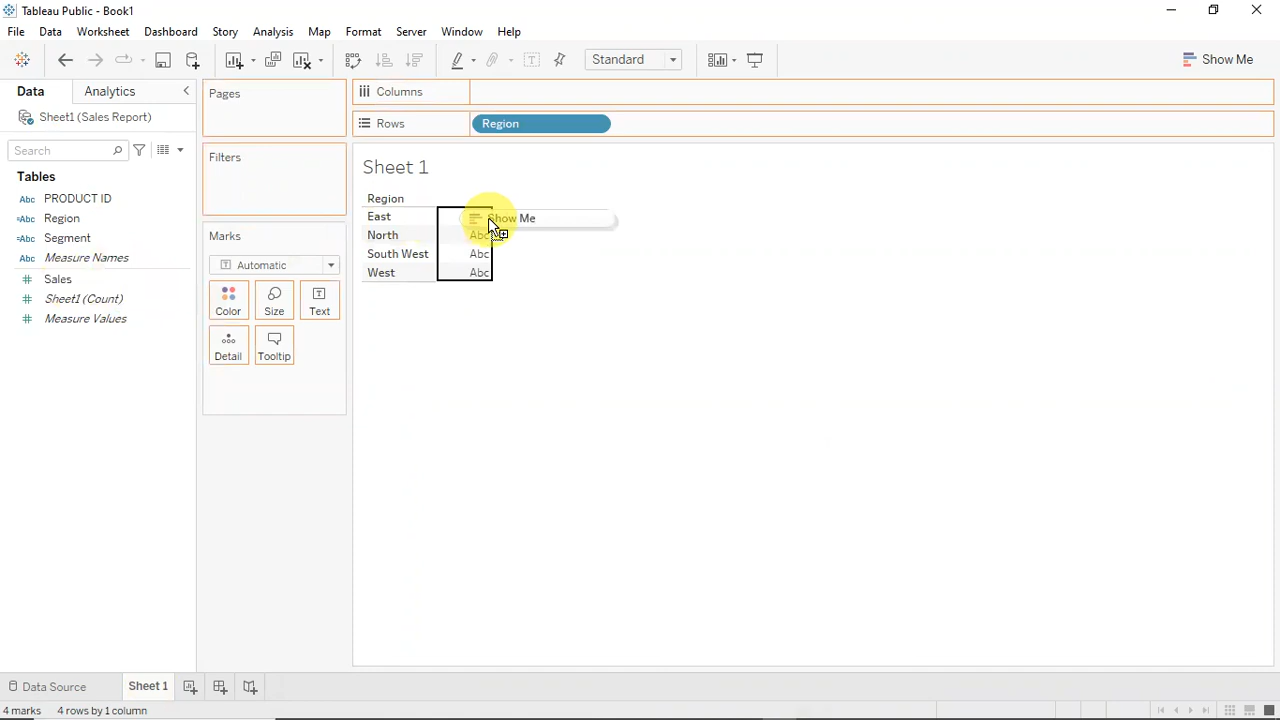 Tableau Public - Book1
File Data Worksheet Dashboard Story Analysis Map Format Server Window Help
Standard Show Me
Data Analytics Pages Columns
Sheet1 (Sales Report) Rows Region
Search Filters
Sheet 1
Tables
PRODUCT ID Region
Region East Show Me
Segment Marks North Abc
Measure Names Automatic South West Abc
Sales West Abc
Sheet1 (Count) Color Size Text
Measure Values
Detail Tooltip
Data Source Sheet 1
4 marks 4 rows by 1 column